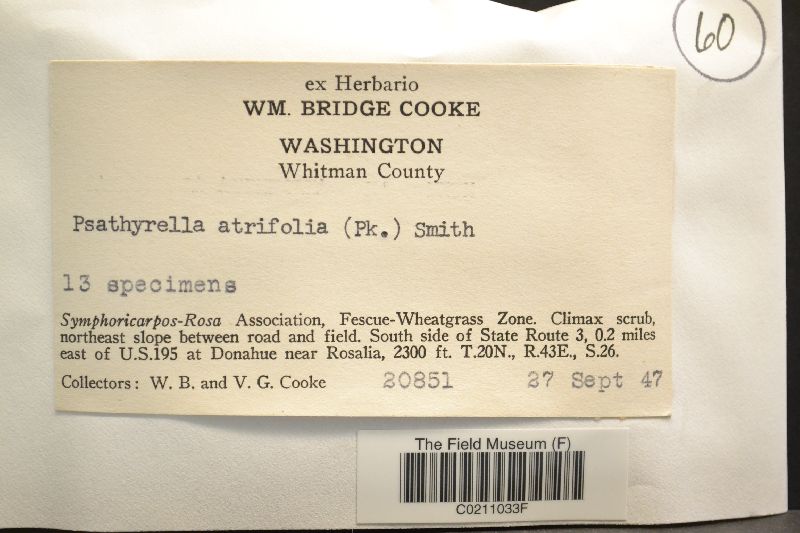 60
ex Herbario
WM. BRIDGE COOKE
WASHINGTON
Whitman County
Psathyrella atrifolia (Pk.) Smith
13 specimens
Symphoricarpos-Rosa Association, Fescue-Wheatgrass Zone. Climax scrub,
northeast slope between road and field. South side of State Route 3, 0.2 miles
east of U.S.195 at Donahue near Rosalia, 2300 ft. T.20N., R.43E., S.26.
Collectors: W. B. and V. G. Cooke 20851 27 Sept 47
The Field Museum (F)
C0211033F